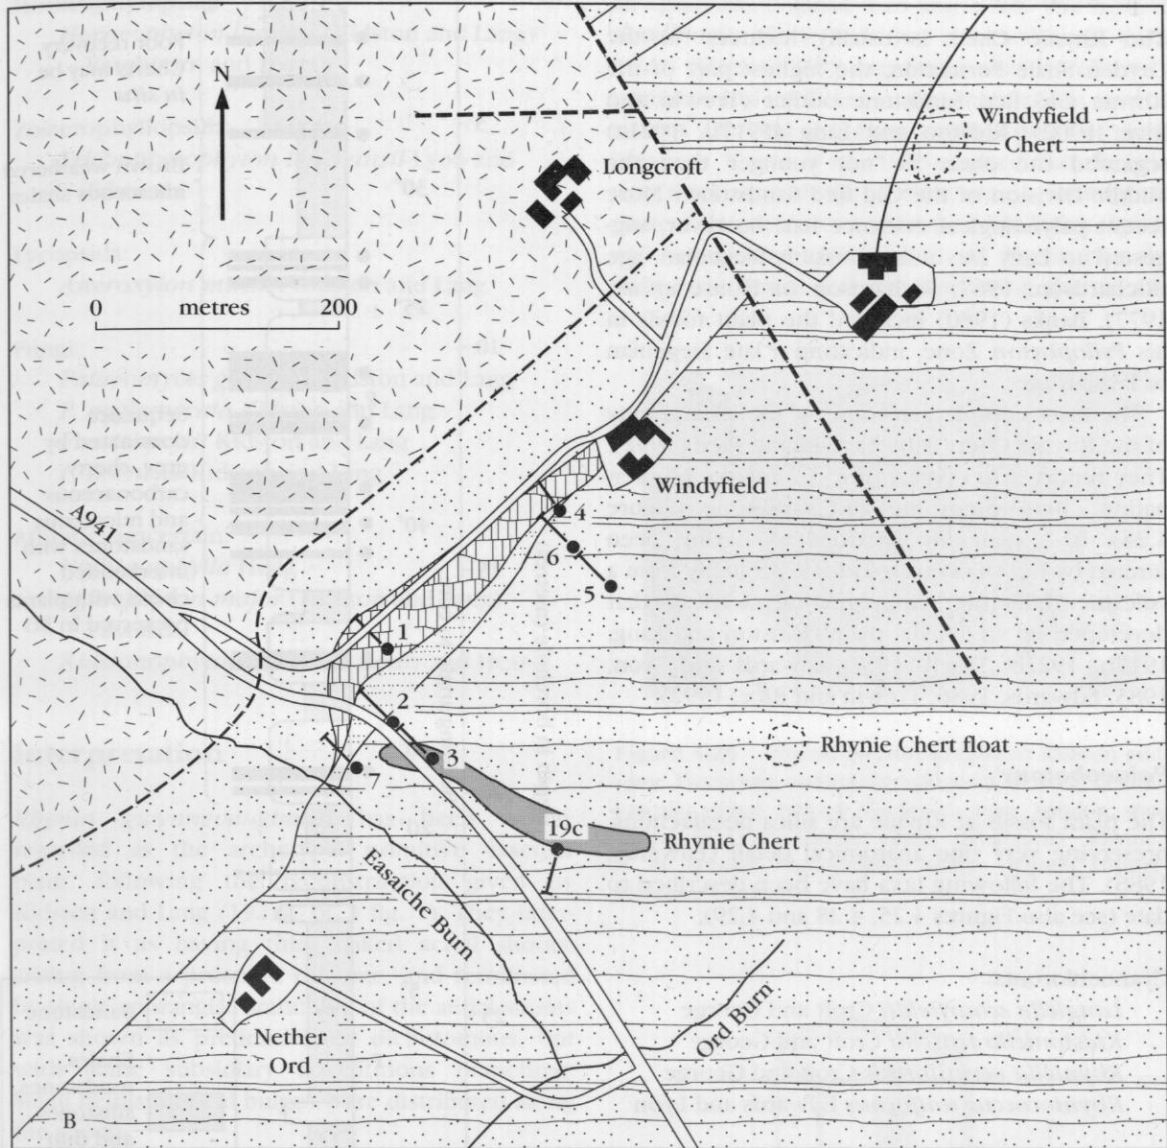 N
Windyfield
Chert
Longcroft
0 metres 200
Windyfield
A941
4
6
5
1
2
3
7
Rhynie Chert float
19c
Rhynie Chert
Easaiche Burn
Ord Burn
Nether
Ord
B